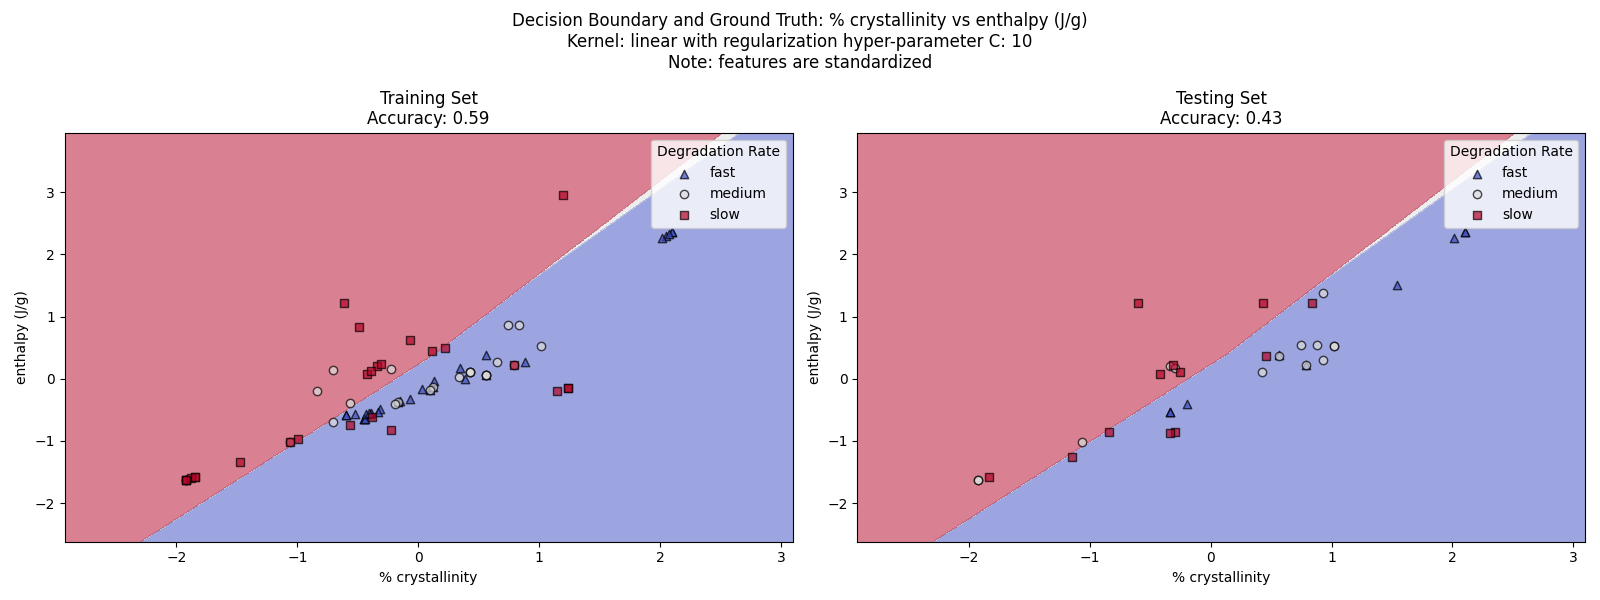 Decision Boundary and Ground Truth: % crystallinity vs enthalpy (J/g)
Kernel: linear with regularization hyper-parameter C: 10
Note: features are standardized
Training Set
Accuracy: 0.59
Degradation Rate
fast
medium
slow
3
2
1
0
−1
−2
enthalpy (J/g)
−2
−1
0
1
2
3
% crystallinity
Testing Set
Accuracy: 0.43
Degradation Rate
fast
medium
slow
3
2
1
0
−1
−2
enthalpy (J/g)
−2
−1
0
1
2
3
% crystallinity